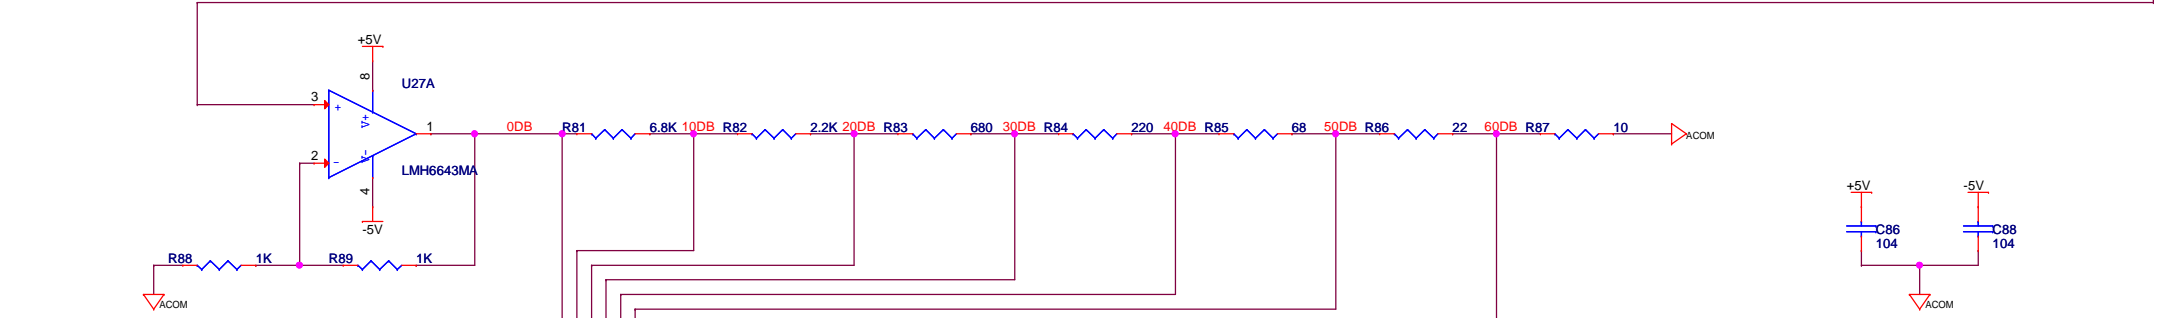 +5V
8
U27A
3
+
V+
1
0DB
R81
6.8K
10DB
R82
2.2K
20DB
R83
680
30DB
R84
220
40DB
R85
68
50DB
R86
22
60DB
R87
10
ACOM
2
-
V-
LMH6643MA
4
-5V
+5V
-5V
C86
104
C88
104
R88
1K
R89
1K
ACOM
ACOM